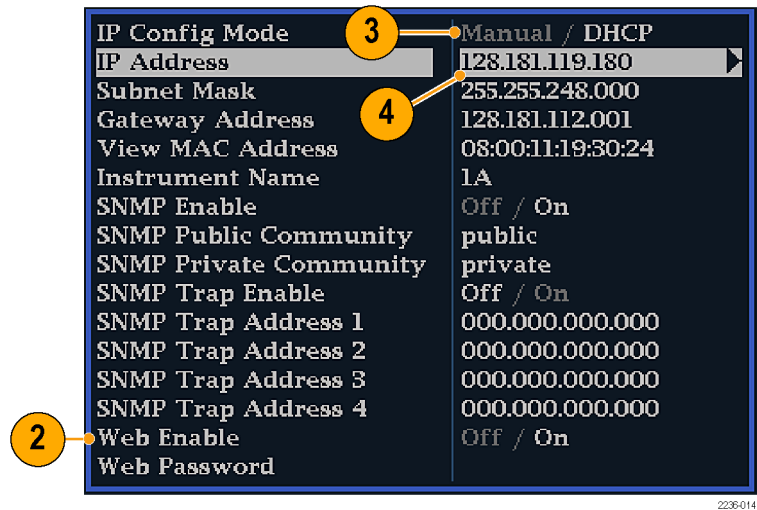 IP Config Mode 3 Manual / DHCP
IP Address 128.181.119.180
Subnet Mask 255.255.248.000
Gateway Address 4 128.181.112.001
View MAC Address 08:00:11:19:30:24
Instrument Name 1A
SNMP Enable Off / On
SNMP Public Community public
SNMP Private Community private
SNMP Trap Enable Off / On
SNMP Trap Address 1 000.000.000.000
SNMP Trap Address 2 000.000.000.000
SNMP Trap Address 3 000.000.000.000
SNMP Trap Address 4 000.000.000.000
2 Web Enable Off / On
Web Password
2236-014